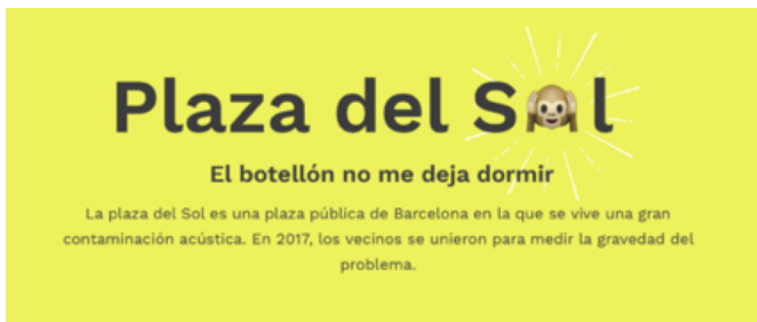 Plaza del S🙉l
El botellón no me deja dormir
La plaza del Sol es una plaza pública de Barcelona en la que se vive una gran
contaminación acústica. En 2017, los vecinos se unieron para medir la gravedad del
problema.